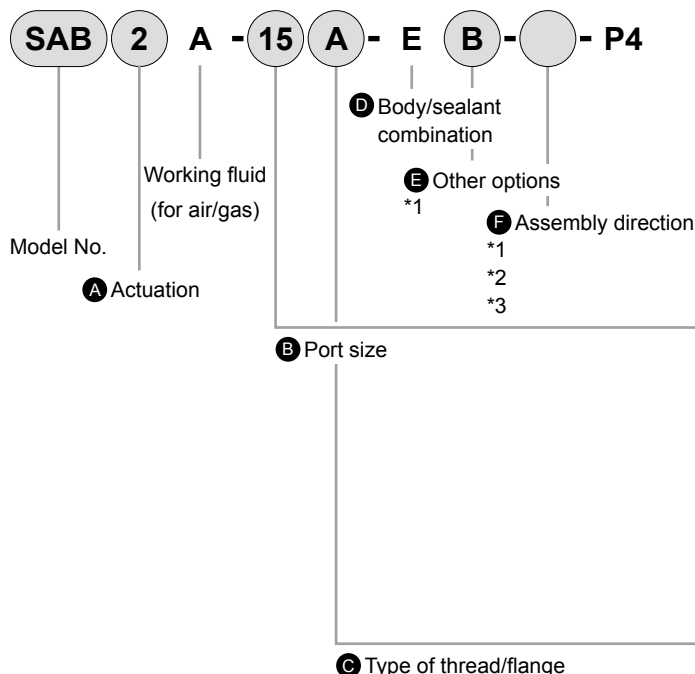 SAB 2 A - 15 A - E B - - P4
D Body/sealant
combination
Working fluid
(for air/gas)
E Other options
*1
F Assembly direction
*1
*2
*3
Model No.
A Actuation
B Port size
C Type of thread/flange